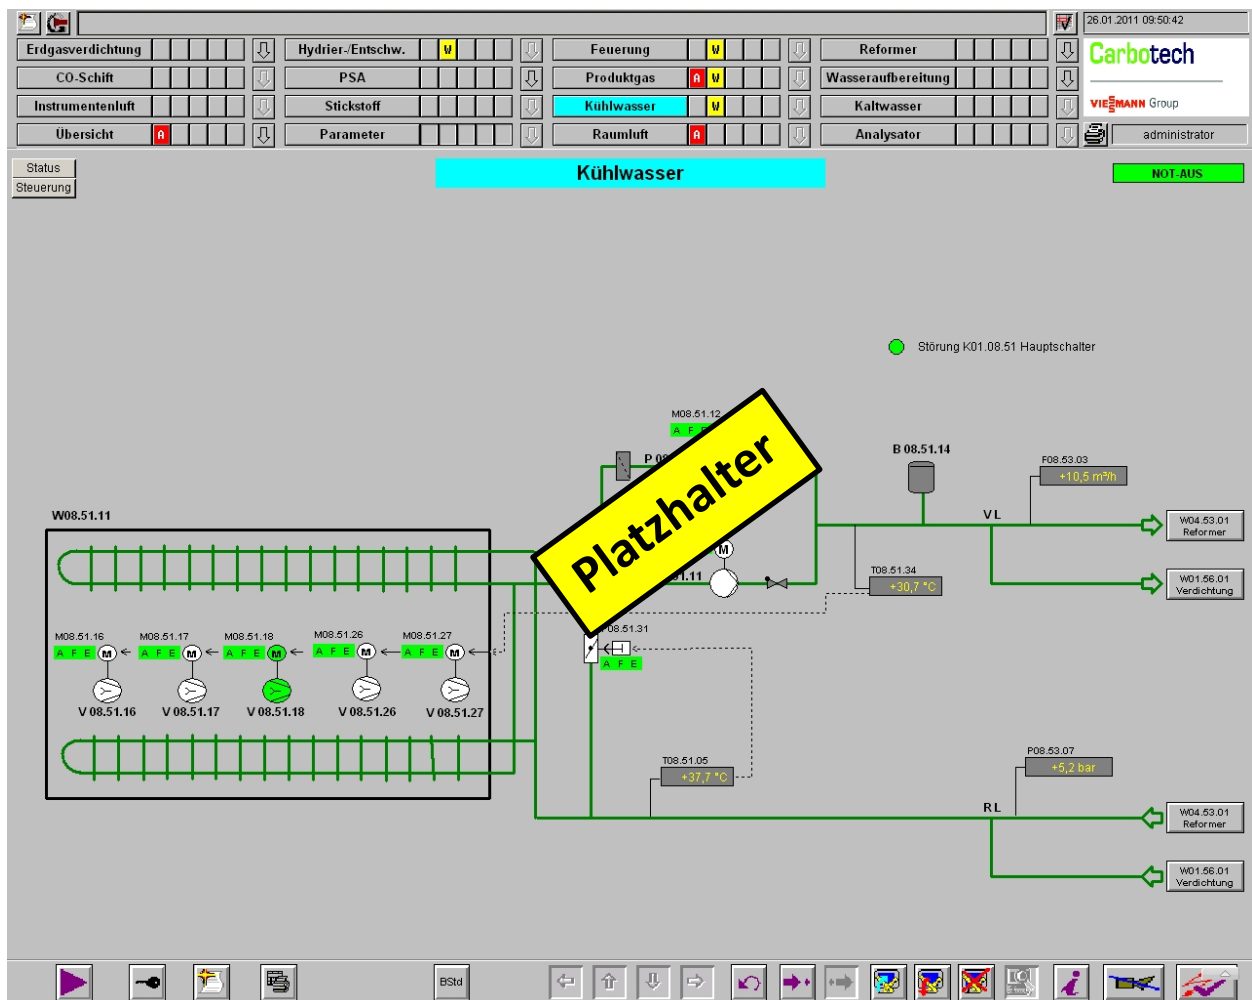 26.01.2011 09:50:42
Erdgasverdichtung
Hydrier-/Entschw. W
Feuerung W
Reformer
CO-Schift
PSA
Produktgas A W
Wasseraufbereitung
Instrumentenluft
Stickstoff
Kühlwasser W
Kaltwasser
Übersicht A
Parameter
Raumluft A
Analysator
Carbotech
VIESSMANN Group
administrator
Status
Steuerung
Kühlwasser
NOT-AUS
Störung K01.08.51 Hauptschalter
M08.51.12
A F
P 08
Platzhalter
B 08.51.14
F08.53.03
+10,5 m³/h
W08.51.11
V L
W04.53.01
Reformer
M
T08.51.34
+30,7 °C
W01.56.01
Verdichtung
M08.51.16
A F E M
M08.51.17
A F E M
M08.51.18
A F E M
M08.51.26
A F E M
M08.51.27
A F E M
08.51.31
A F E
V 08.51.16
V 08.51.17
V 08.51.18
V 08.51.26
V 08.51.27
T08.51.05
+37,7 °C
P08.53.07
+5,2 bar
R L
W04.53.01
Reformer
W01.56.01
Verdichtung
BStd